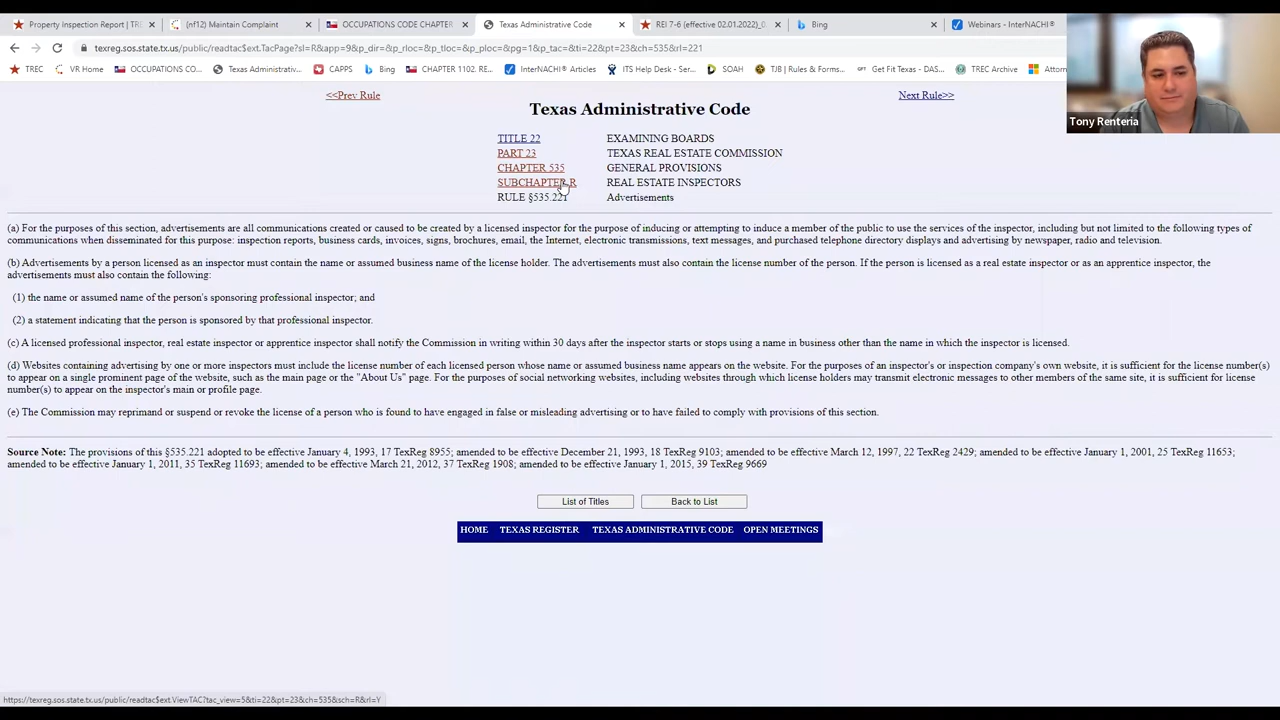 Property Inspection Report | TRE
(nf12) Maintain Complaint
OCCUPATIONS CODE CHAPTER
Texas Administrative Code
REI 7-6 (effective 02.01.2022)_0.
Bing
Webinars - InterNACHI®
texreg.sos.state.tx.us/public/readtac$ext.TacPage?sl=R&app=9&p_dir=&p_rloc=&p_tloc=&p_ploc=&pg=1&p_tac=&ti=22&pt=23&ch=535&rl=221
TREC
VR Home
OCCUPATIONS CO...
Texas Administrativ...
CAPPS
Bing
CHAPTER 1102. RE...
InterNACHI® Articles
ITS Help Desk - Ser...
SOAH
TJB | Rules & Forms...
Get Fit Texas - DAS...
TREC Archive
Attorn
Tony Renteria
<<Prev Rule
Next Rule>>
Texas Administrative Code
TITLE 22 EXAMINING BOARDS
PART 23 TEXAS REAL ESTATE COMMISSION
CHAPTER 535 GENERAL PROVISIONS
SUBCHAPTER R REAL ESTATE INSPECTORS
RULE §535.221 Advertisements
(a) For the purposes of this section, advertisements are all communications created or caused to be created by a licensed inspector for the purpose of inducing or attempting to induce a member of the public to use the services of the inspector, including but not limited to the following types of
communications when disseminated for this purpose: inspection reports, business cards, invoices, signs, brochures, email, the Internet, electronic transmissions, text messages, and purchased telephone directory displays and advertising by newspaper, radio and television.
(b) Advertisements by a person licensed as an inspector must contain the name or assumed business name of the license holder. The advertisements must also contain the license number of the person. If the person is licensed as a real estate inspector or as an apprentice inspector, the
advertisements must also contain the following:
(1) the name or assumed name of the person's sponsoring professional inspector; and
(2) a statement indicating that the person is sponsored by that professional inspector.
(c) A licensed professional inspector, real estate inspector or apprentice inspector shall notify the Commission in writing within 30 days after the inspector starts or stops using a name in business other than the name in which the inspector is licensed.
(d) Websites containing advertising by one or more inspectors must include the license number of each licensed person whose name or assumed business name appears on the website. For the purposes of an inspector's or inspection company's own website, it is sufficient for the license number(s)
to appear on a single prominent page of the website, such as the main page or the "About Us" page. For the purposes of social networking websites, including websites through which license holders may transmit electronic messages to other members of the same site, it is sufficient for license
number(s) to appear on the inspector's main or profile page.
(e) The Commission may reprimand or suspend or revoke the license of a person who is found to have engaged in false or misleading advertising or to have failed to comply with provisions of this section.
Source Note: The provisions of this §535.221 adopted to be effective January 4, 1993, 17 TexReg 8955; amended to be effective December 21, 1993, 18 TexReg 9103; amended to be effective March 12, 1997, 22 TexReg 2429; amended to be effective January 1, 2001, 25 TexReg 11653;
amended to be effective January 1, 2011, 35 TexReg 11693; amended to be effective March 21, 2012, 37 TexReg 1908; amended to be effective January 1, 2015, 39 TexReg 9669
List of Titles
Back to List
HOME TEXAS REGISTER TEXAS ADMINISTRATIVE CODE OPEN MEETINGS
https://texreg.sos.state.tx.us/public/readtac$ext.ViewTAC?tac_view=5&ti=22&pt=23&ch=535&sch=R&rl=Y